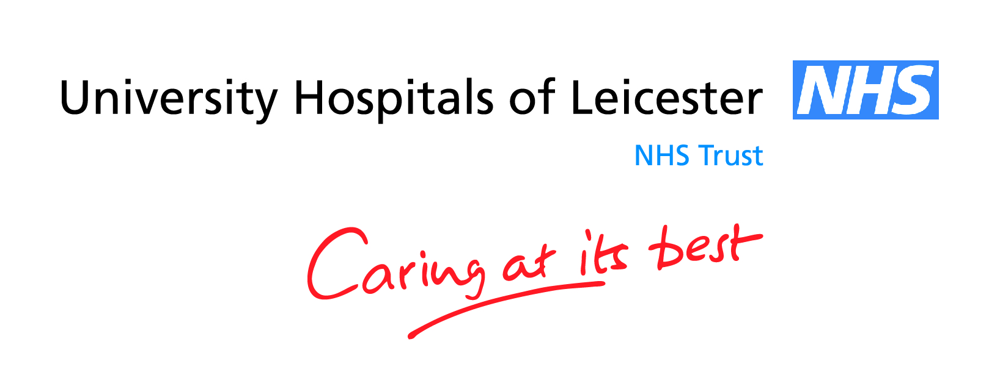 University Hospitals of Leicester NHS
NHS Trust
Caring at its best